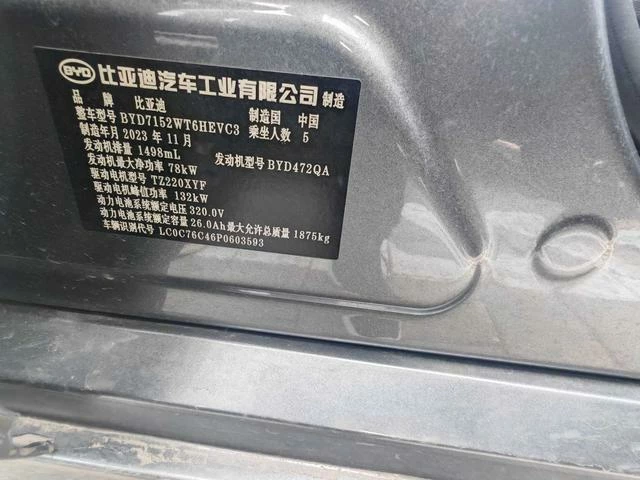 BYD 比亚迪汽车工业有限公司 制造
品牌 比亚迪 制造国 中国
整车型号 BYD7152WT6HEVC3 乘坐人数 5
制造年月 2023 年 11 月
发动机排量 1498mL 发动机型号 BYD472QA
发动机最大净功率 78kW
驱动电机型号 TZ220XYF
驱动电机峰值功率 132kW
动力电池系统额定电压 320.0V
动力电池系统额定容量 26.0Ah 最大允许总质量 1875kg
车辆识别代号 LC0C76C46P0603593